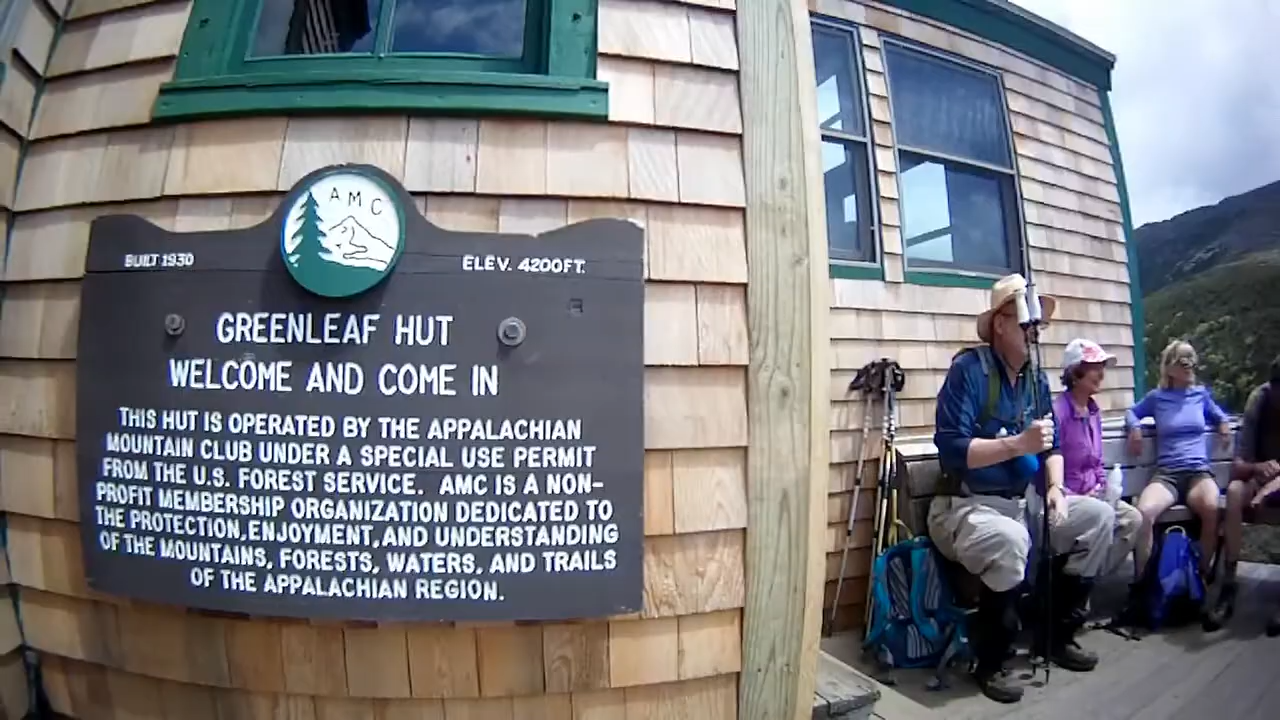 AMC
BUILT 1930
ELEV. 4200FT.
GREENLEAF HUT
WELCOME AND COME IN
THIS HUT IS OPERATED BY THE APPALACHIAN
MOUNTAIN CLUB UNDER A SPECIAL USE PERMIT
FROM THE U.S. FOREST SERVICE. AMC IS A NON-
PROFIT MEMBERSHIP ORGANIZATION DEDICATED TO
THE PROTECTION, ENJOYMENT, AND UNDERSTANDING
OF THE MOUNTAINS, FORESTS, WATERS, AND TRAILS
OF THE APPALACHIAN REGION.